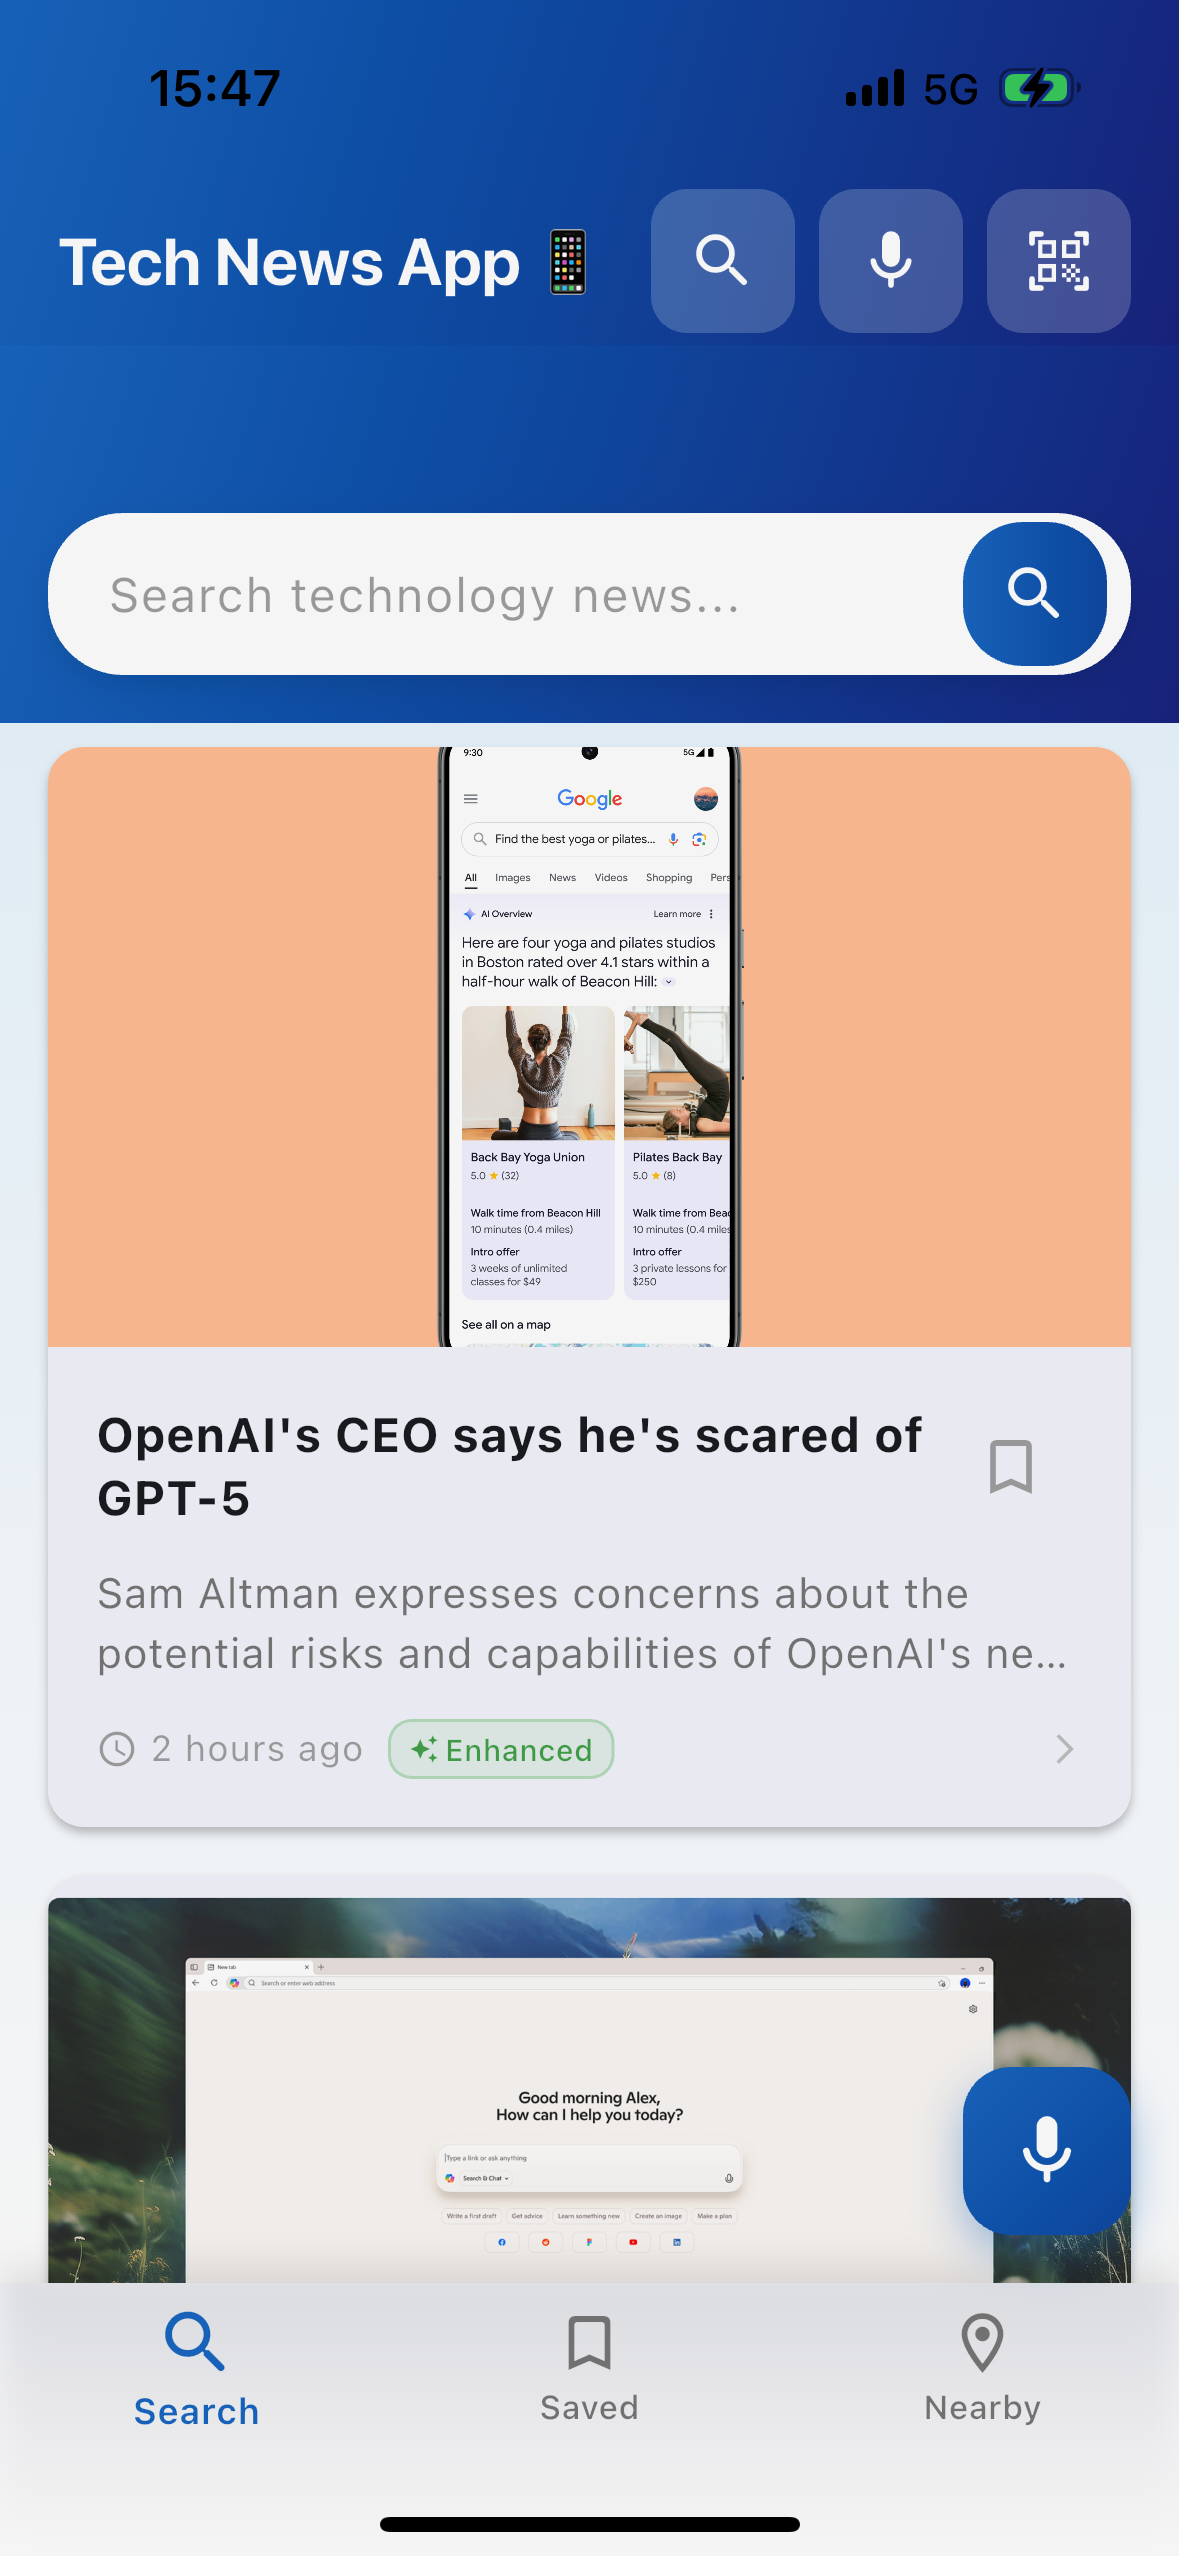 15:47
5G
Tech News App
Search technology news...
9:30
5G
Google
Find the best yoga or pilates...
All Images News Videos Shopping Pers
AI Overview
Learn more
Here are four yoga and pilates studios
in Boston rated over 4.1 stars within a
half-hour walk of Beacon Hill:
Back Bay Yoga Union
5.0 ★ (32)
Walk time from Beacon Hill
10 minutes (0.4 miles)
Intro offer
3 weeks of unlimited
classes for $49
Pilates Back Bay
5.0 ★ (8)
Walk time from Beac
10 minutes (0.4 miles
Intro offer
3 private lessons for
$250
See all on a map
OpenAI's CEO says he's scared of
GPT-5
Sam Altman expresses concerns about the
potential risks and capabilities of OpenAI's ne...
2 hours ago
Enhanced
New tab
Search or enter web address
Good morning Alex,
How can I help you today?
Type a link or ask anything
Search & Chat
Write a first draft
Get advice
Learn something new
Create an image
Make a plan
Search
Saved
Nearby